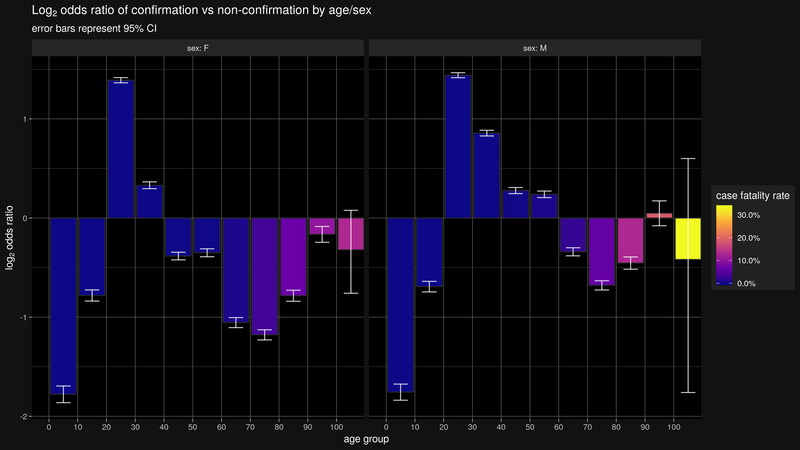 Log₂ odds ratio of confirmation vs non-confirmation by age/sex
error bars represent 95% CI
sex: F
sex: M
log₂ odds ratio
1
0
-1
-2
0 10 20 30 40 50 60 70 80 90 100
0 10 20 30 40 50 60 70 80 90 100
age group
case fatality rate
30.0%
20.0%
10.0%
0.0%